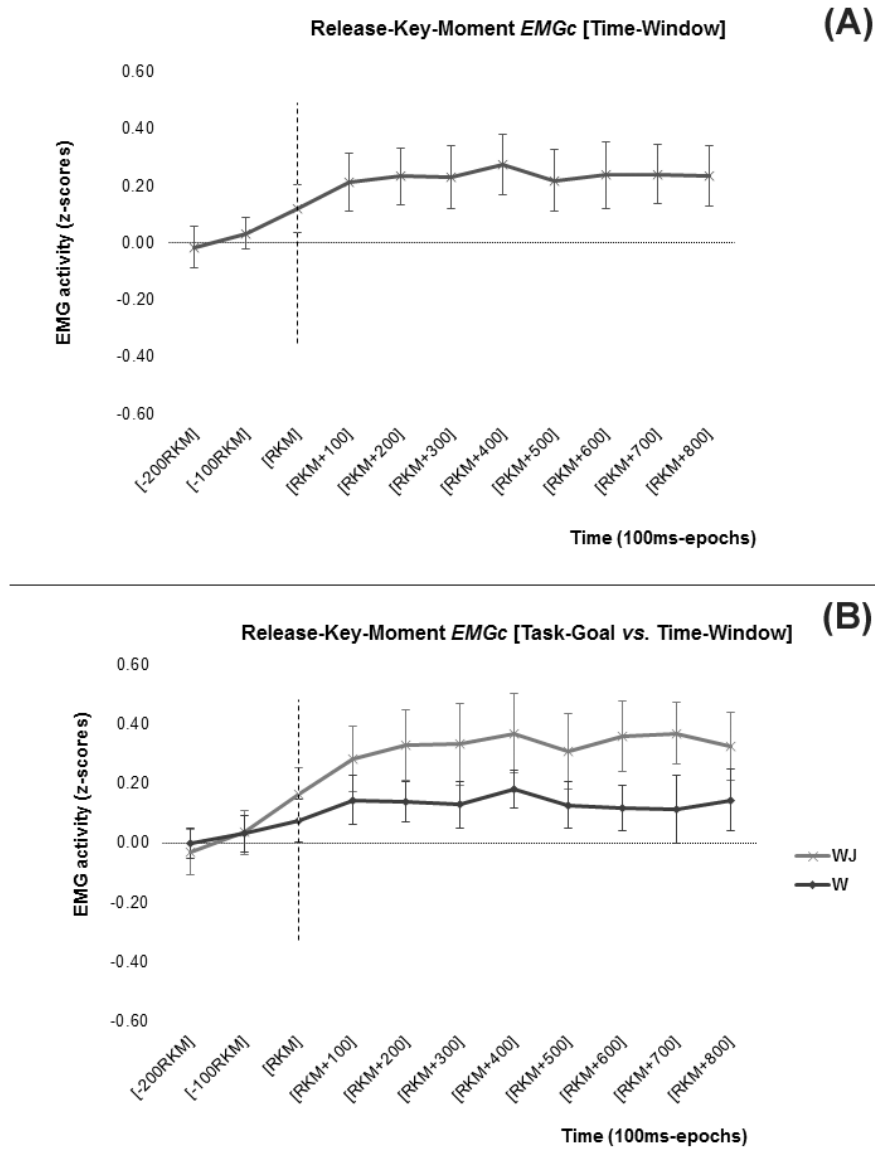 Release-Key-Moment EMGc [Time-Window]
(A)
EMG activity (z-scores)
0.60
0.40
0.20
0.00
-0.20
-0.40
-0.60
[-200RKM]
[-100RKM]
[RKM]
[RKM+100]
[RKM+200]
[RKM+300]
[RKM+400]
[RKM+500]
[RKM+600]
[RKM+700]
[RKM+800]
Time (100ms-epochs)
(B)
Release-Key-Moment EMGc [Task-Goal vs. Time-Window]
EMG activity (z-scores)
0.60
0.40
0.20
0.00
-0.20
-0.40
-0.60
WJ
W
[-200RKM]
[-100RKM]
[RKM]
[RKM+100]
[RKM+200]
[RKM+300]
[RKM+400]
[RKM+500]
[RKM+600]
[RKM+700]
[RKM+800]
Time (100ms-epochs)